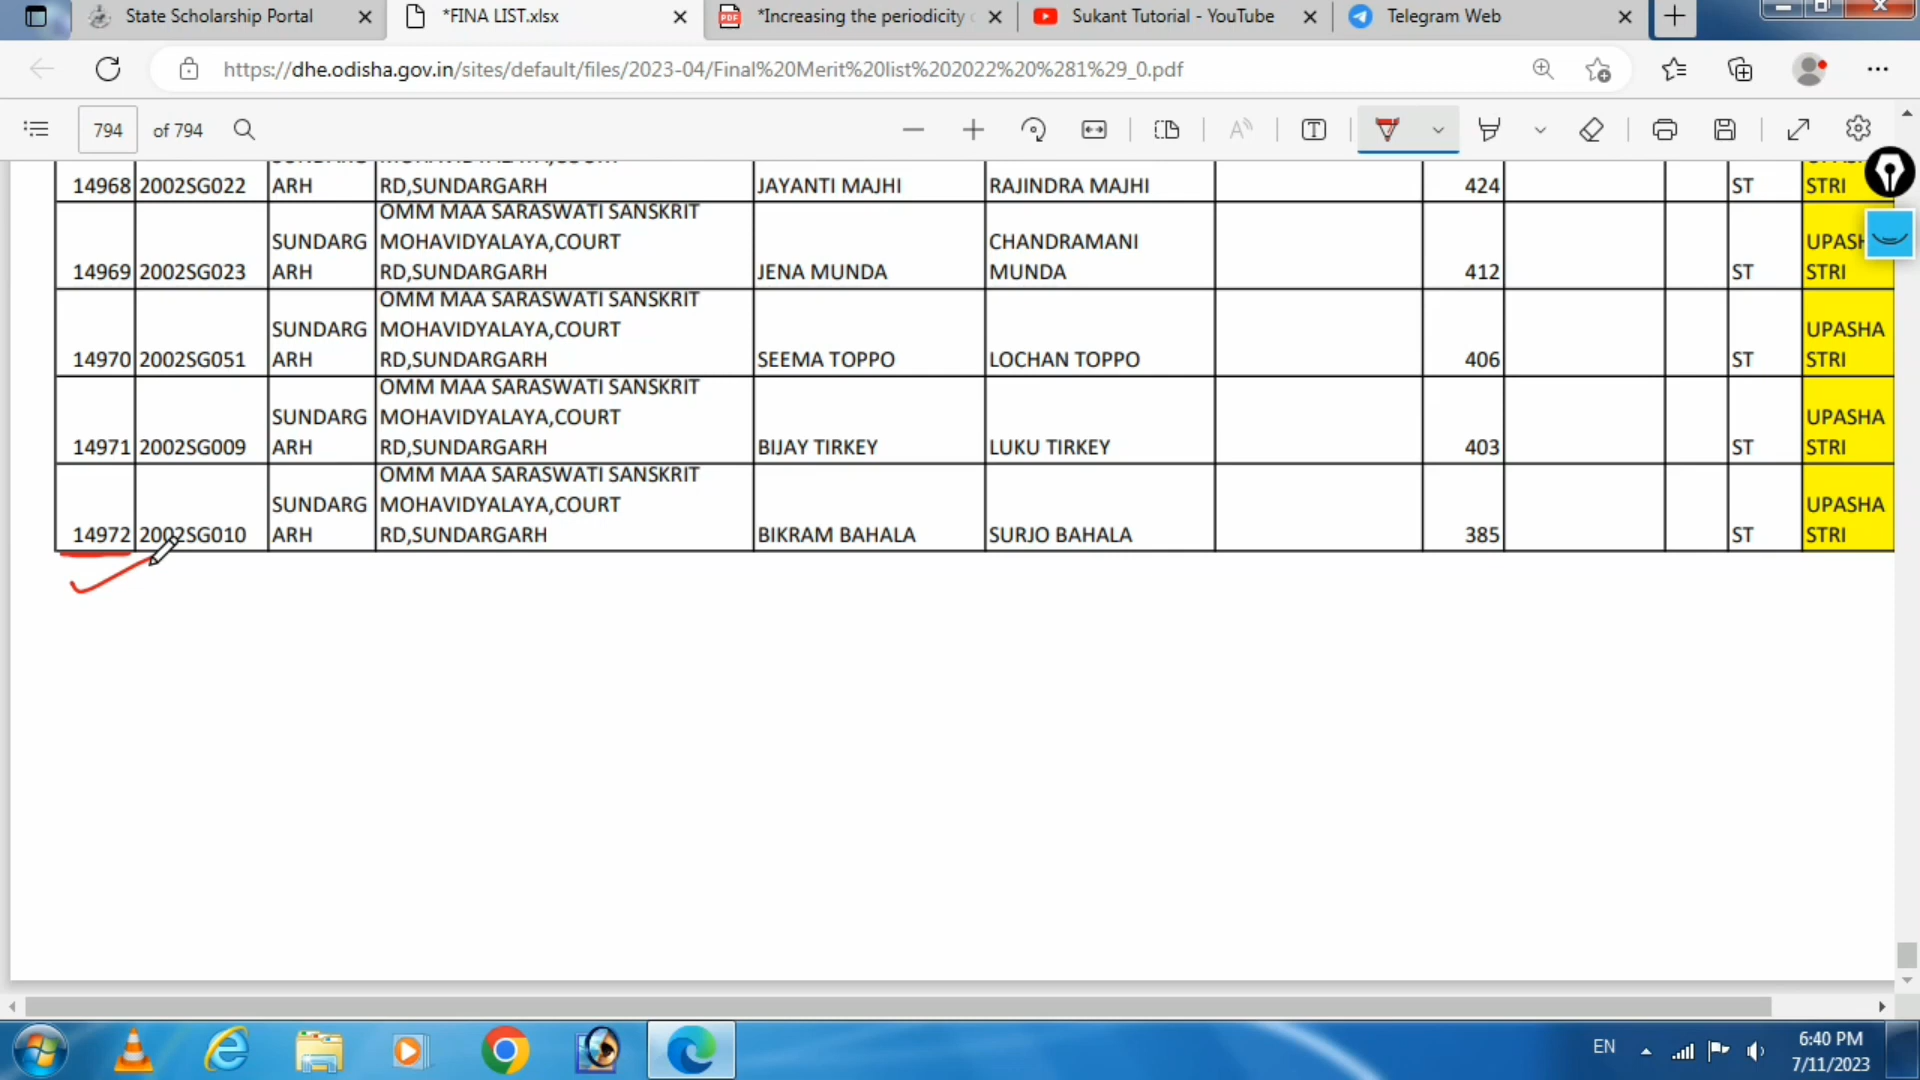 State Scholarship Portal
*FINA LIST.xlsx
*Increasing the periodicity
Sukant Tutorial - YouTube
Telegram Web
https://dhe.odisha.gov.in/sites/default/files/2023-04/Final%20Merit%20list%202022%20%281%29_0.pdf
794 of 794
14968 2002SG022 ARH RD,SUNDARGARH JAYANTI MAJHI RAJINDRA MAJHI 424 ST STRI
OMM MAA SARASWATI SANSKRIT
SUNDARG MOHAVIDYALAYA,COURT CHANDRAMANI
14969 2002SG023 ARH RD,SUNDARGARH JENA MUNDA MUNDA 412 ST STRI
OMM MAA SARASWATI SANSKRIT
SUNDARG MOHAVIDYALAYA,COURT UPASHA
14970 2002SG051 ARH RD,SUNDARGARH SEEMA TOPPO LOCHAN TOPPO 406 ST STRI
OMM MAA SARASWATI SANSKRIT
SUNDARG MOHAVIDYALAYA,COURT UPASHA
14971 2002SG009 ARH RD,SUNDARGARH BIJAY TIRKEY LUKU TIRKEY 403 ST STRI
OMM MAA SARASWATI SANSKRIT
SUNDARG MOHAVIDYALAYA,COURT UPASHA
14972 2002SG010 ARH RD,SUNDARGARH BIKRAM BAHALA SURJO BAHALA 385 ST STRI
EN
6:40 PM
7/11/2023